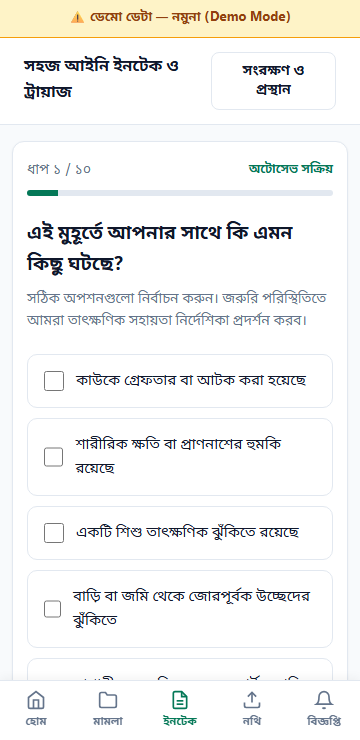 ⚠️ ডেমো ডেটা — নমুনা (Demo Mode)
সহজ আইনি ইনটেক ও
ট্রায়াজ
সংরক্ষণ ও
প্রস্থান
ধাপ ১ / ১০
অটোসেভ সক্রিয়
এই মুহূর্তে আপনার সাথে কি এমন
কিছু ঘটছে?
সঠিক অপশনগুলো নির্বাচন করুন। জরুরি পরিস্থিতিতে
আমরা তাৎক্ষণিক সহায়তা নির্দেশিকা প্রদর্শন করব।
কাউকে গ্রেফতার বা আটক করা হয়েছে
শারীরিক ক্ষতি বা প্রাণনাশের হুমকি
রয়েছে
একটি শিশু তাৎক্ষণিক ঝুঁকিতে রয়েছে
বাড়ি বা জমি থেকে জোরপূর্বক উচ্ছেদের
ঝুঁকিতে
হোম
মামলা
ইনটেক
নথি
বিজ্ঞপ্তি